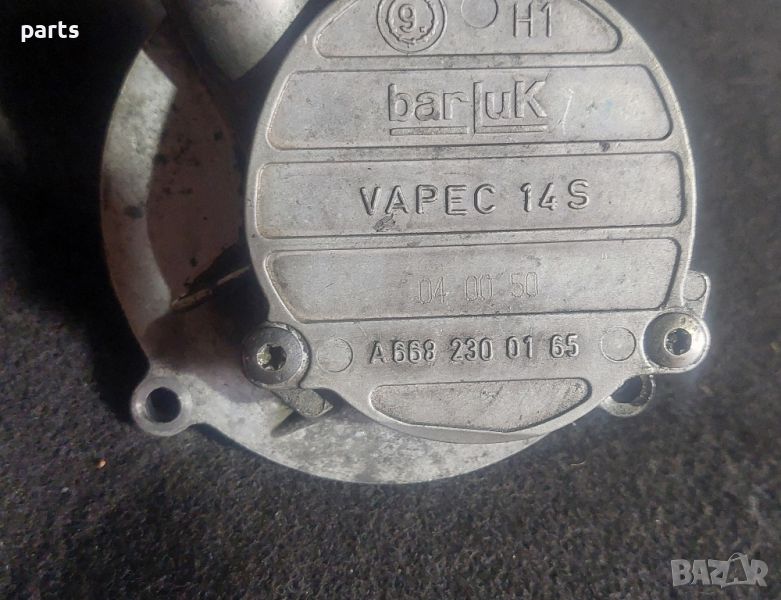 parts
9. H1
barluk
VAPEC 14S
04 00 50
A668 230 01 65
BAZAR